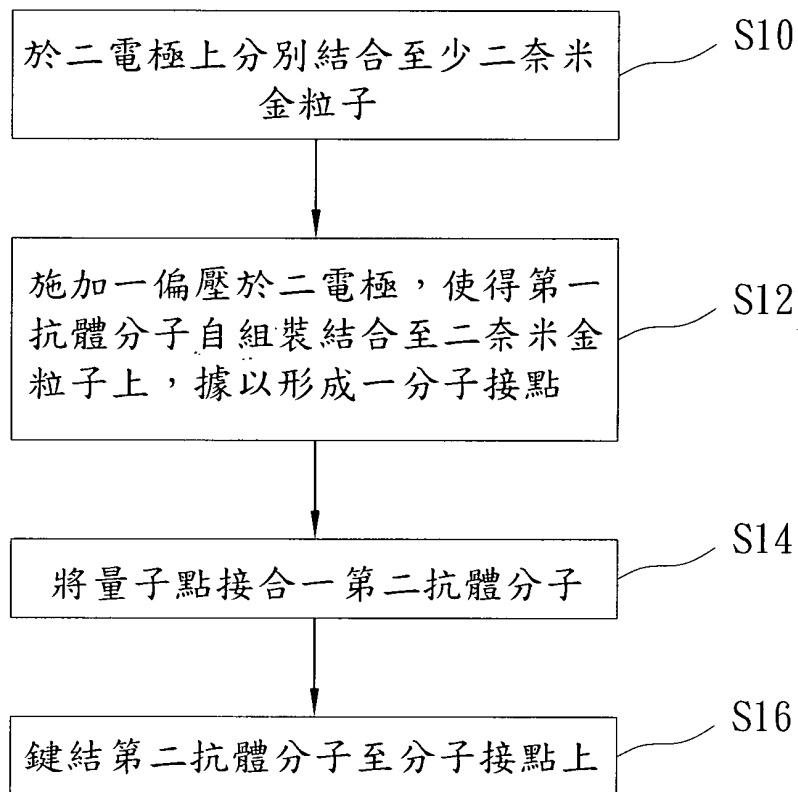 於二電極上分別結合至少二奈米
金粒子
S10
施加一偏壓於二電極，使得第一
抗體分子自組裝結合至二奈米金
粒子上，據以形成一分子接點
S12
將量子點接合一第二抗體分子
S14
鍵結第二抗體分子至分子接點上
S16